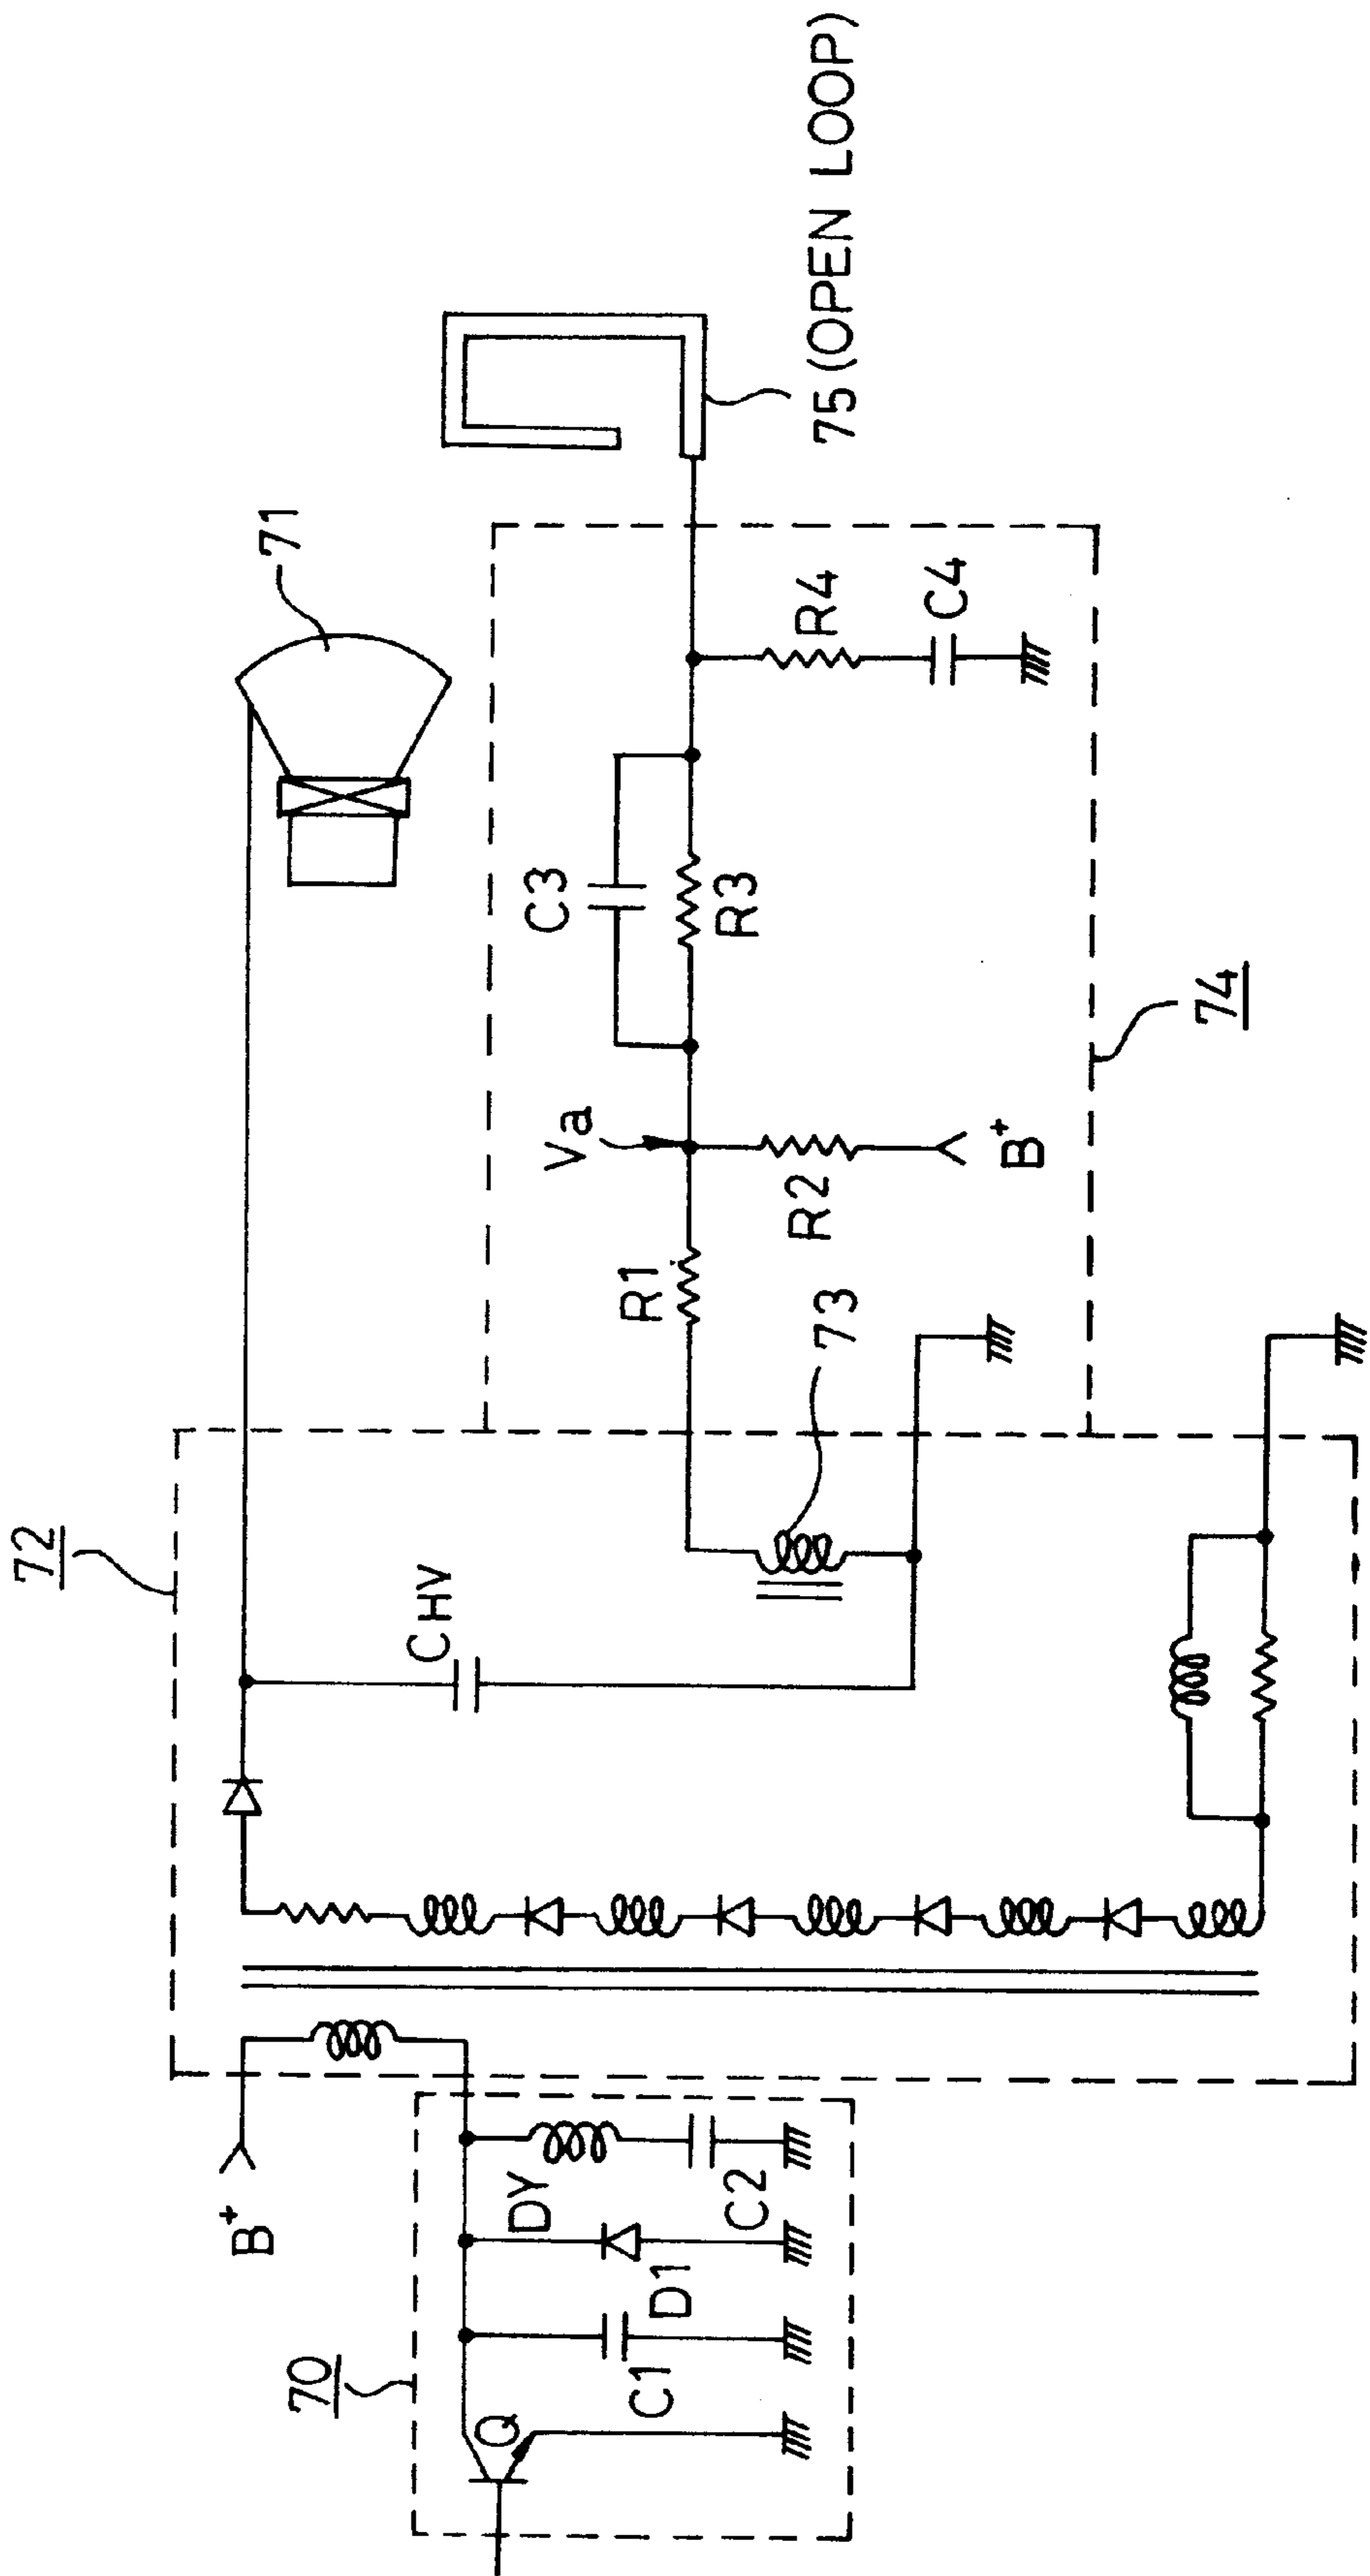 72
71
CHV
Va
C3
75 (OPEN LOOP)
R1
R3
R4
73
R2
C4
B+
74
B+
70
Q
DY
C1
D1
C2